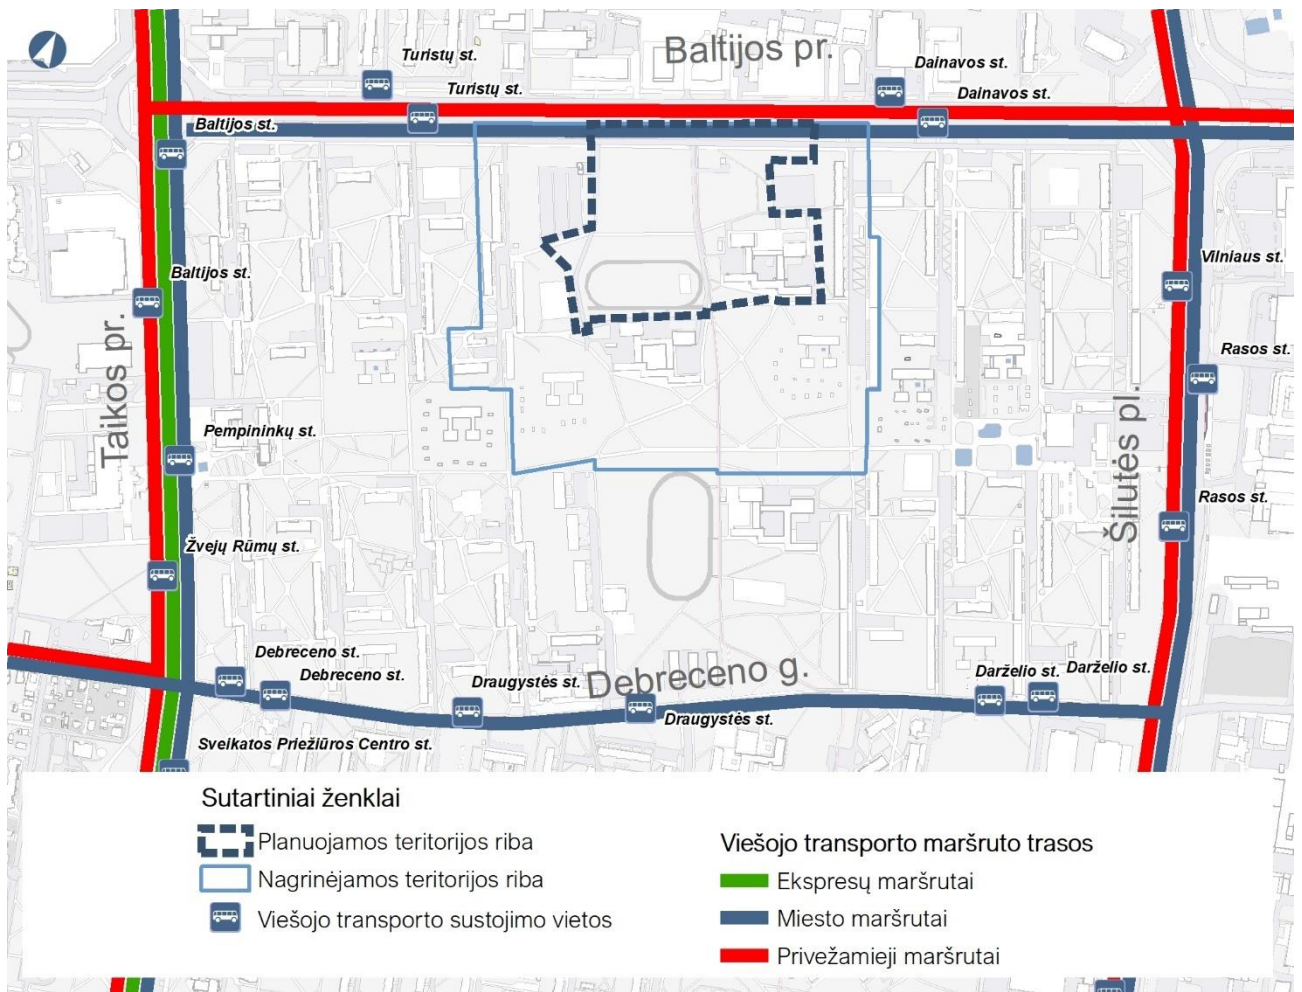 Baltijos pr.
Turistų st.
Dainavos st.
Turistų st.
Dainavos st.
Baltijos st.
Vilniaus st.
Baltijos st.
Taikos pr.
Rasos st.
Šilutės pl.
Pempininkų st.
Rasos st.
Žvejų Rūmų st.
Debreceno st.
Debreceno st.
Draugystės st.
Debreceno g.
Darželio st.
Darželio st.
Draugystės st.
Sveikatos Priežiūros Centro st.
Sutartiniai ženklai
Planuojamos teritorijos riba
Nagrinėjamos teritorijos riba
Viešojo transporto sustojimo vietos
Viešojo transporto maršruto trasos
Ekspresų maršrutai
Miesto maršrutai
Privežamieji maršrutai